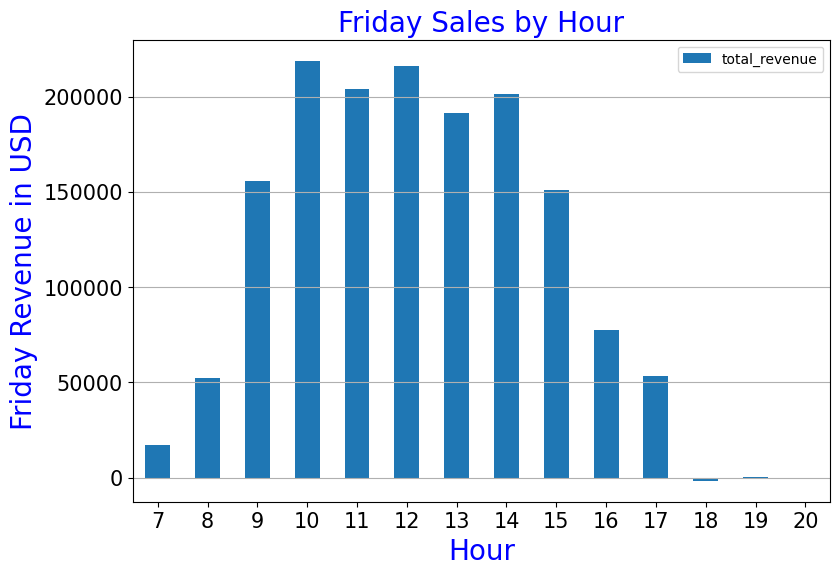 Friday Sales by Hour
total_revenue
Friday Revenue in USD
200000
150000
100000
50000
0
7 8 9 10 11 12 13 14 15 16 17 18 19 20
Hour